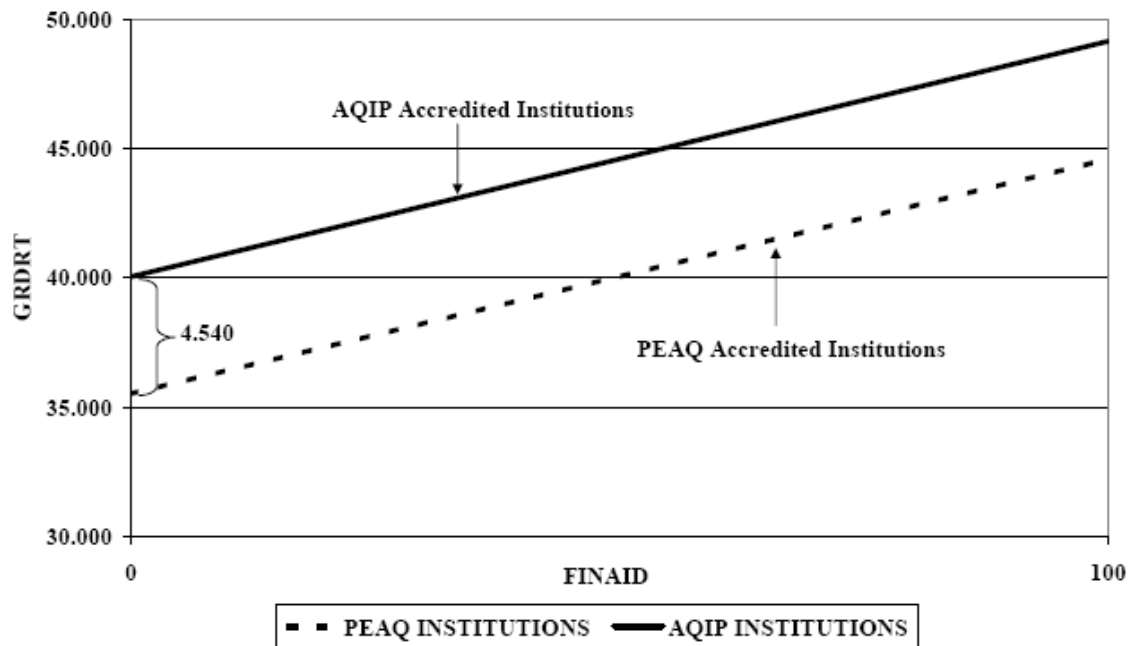 50.000
AQIP Accredited Institutions
45.000
GRDRT
40.000
4.540
PEAQ Accredited Institutions
35.000
30.000
0
FINAID
100
PEAQ INSTITUTIONS
AQIP INSTITUTIONS